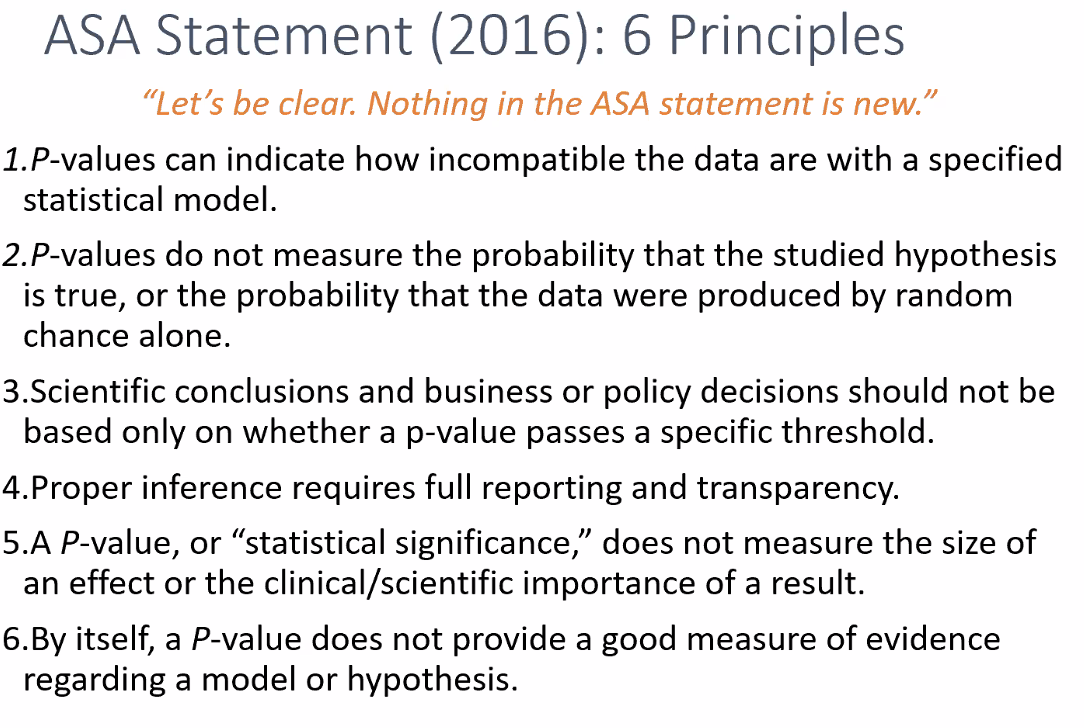 ASA Statement (2016): 6 Principles
“Let’s be clear. Nothing in the ASA statement is new.”
1.P-values can indicate how incompatible the data are with a specified
statistical model.
2.P-values do not measure the probability that the studied hypothesis
is true, or the probability that the data were produced by random
chance alone.
3.Scientific conclusions and business or policy decisions should not be
based only on whether a p-value passes a specific threshold.
4.Proper inference requires full reporting and transparency.
5.A P-value, or “statistical significance,” does not measure the size of
an effect or the clinical/scientific importance of a result.
6.By itself, a P-value does not provide a good measure of evidence
regarding a model or hypothesis.